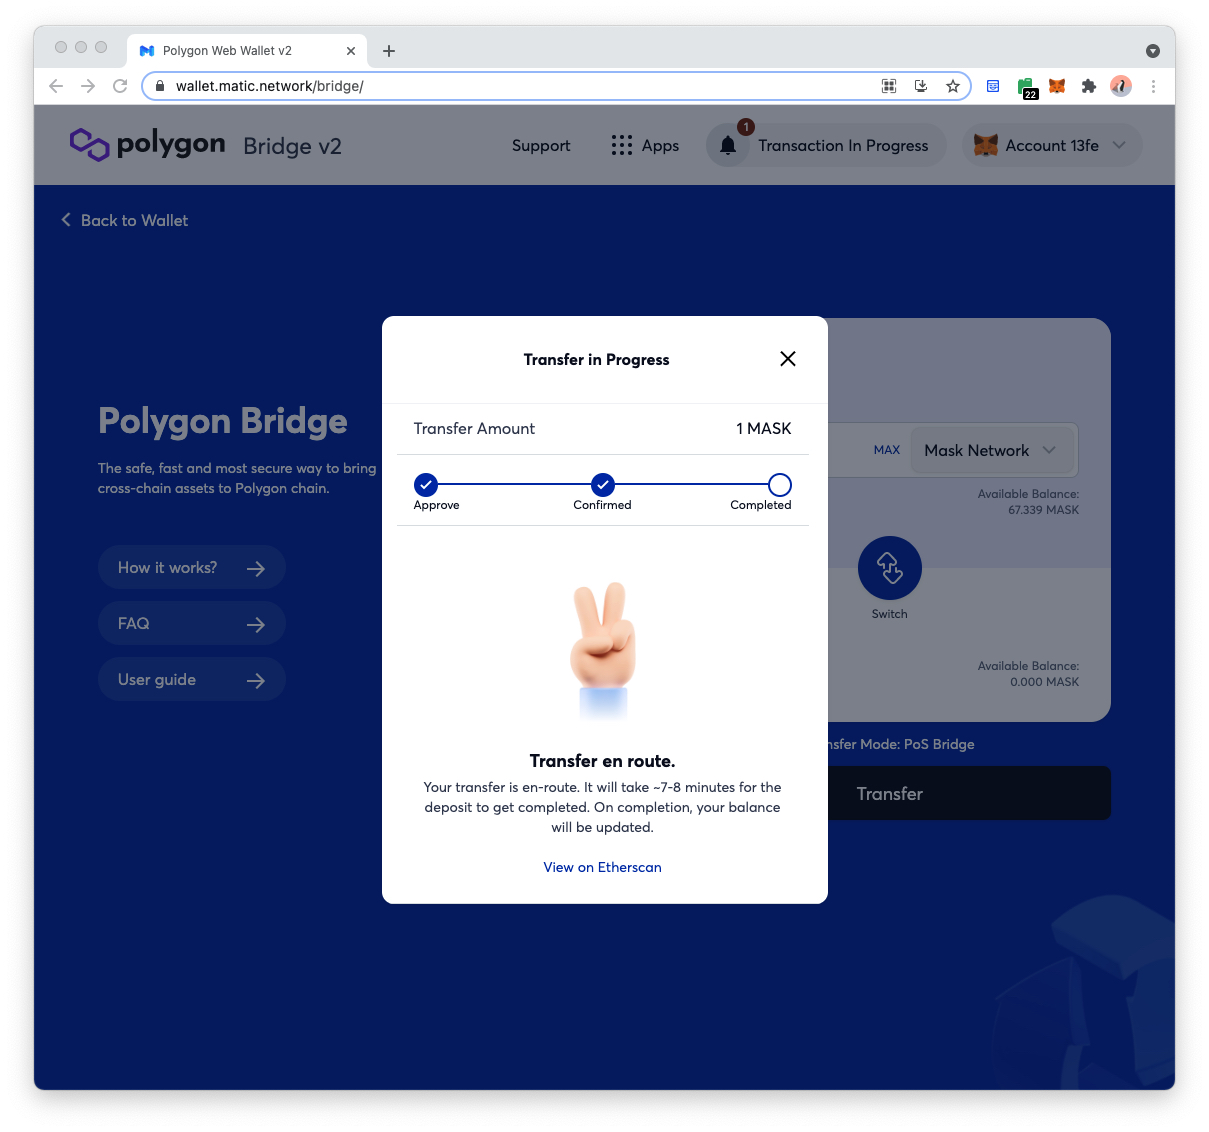 Polygon Web Wallet v2
wallet.matic.network/bridge/
22
polygon Bridge v2
Support
Apps
1
Transaction In Progress
Account 13fe
Back to Wallet
Transfer in Progress
Transfer Amount
1 MASK
Approve
Confirmed
Completed
Transfer en route.
Your transfer is en-route. It will take ~7-8 minutes for the
deposit to get completed. On completion, your balance
will be updated.
View on Etherscan
Polygon Bridge
The safe, fast and most secure way to bring
cross-chain assets to Polygon chain.
How it works?
FAQ
User guide
MAX
Mask Network
Available Balance:
67.339 MASK
Switch
Available Balance:
0.000 MASK
nsfer Mode: PoS Bridge
Transfer